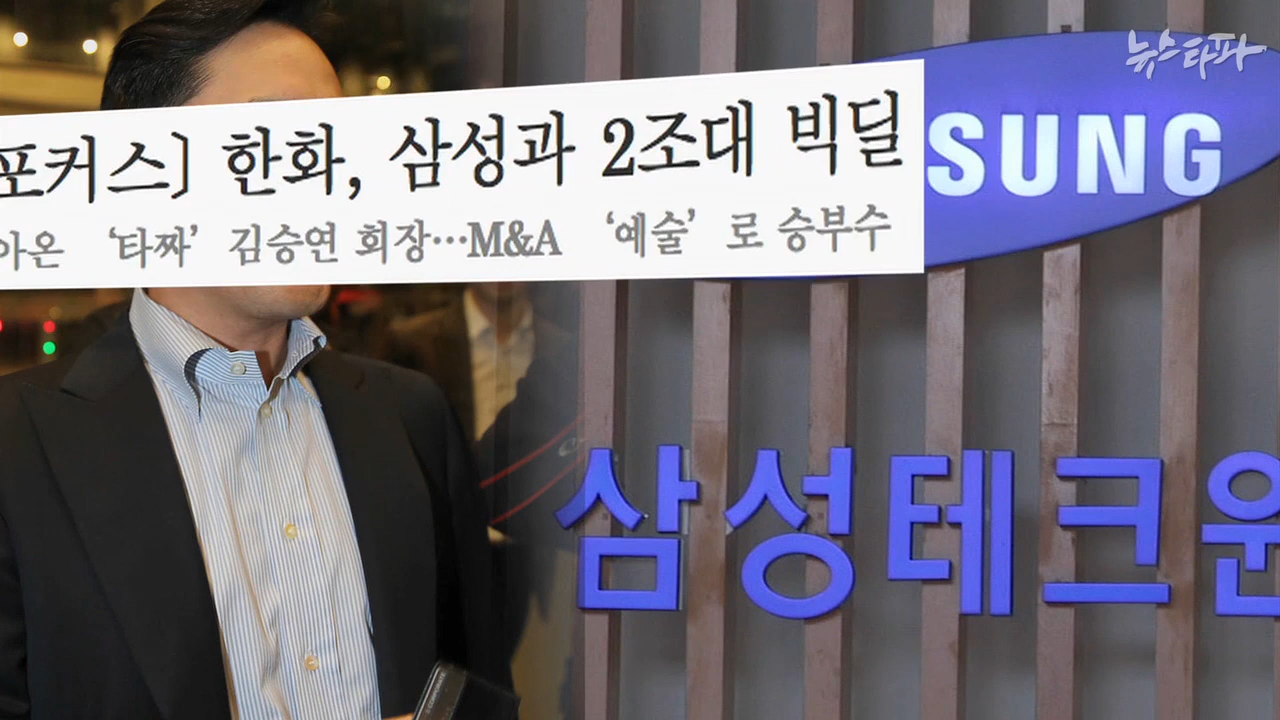 뉴스타파
포커스] 한화, 삼성과 2조대 빅딜
아온 ‘타짜’ 김승연 회장…M&A ‘예술’로 승부수
SUNG
삼성테크윈